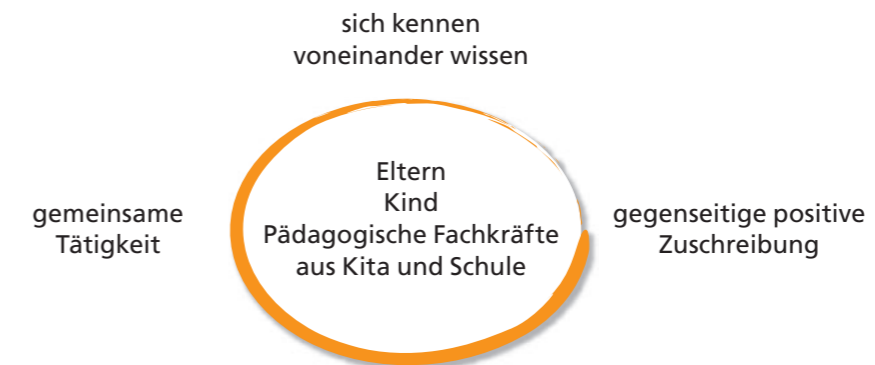 sich kennen
voneinander wissen
Eltern
Kind
Pädagogische Fachkräfte
aus Kita und Schule
gemeinsame
Tätigkeit
gegenseitige positive
Zuschreibung